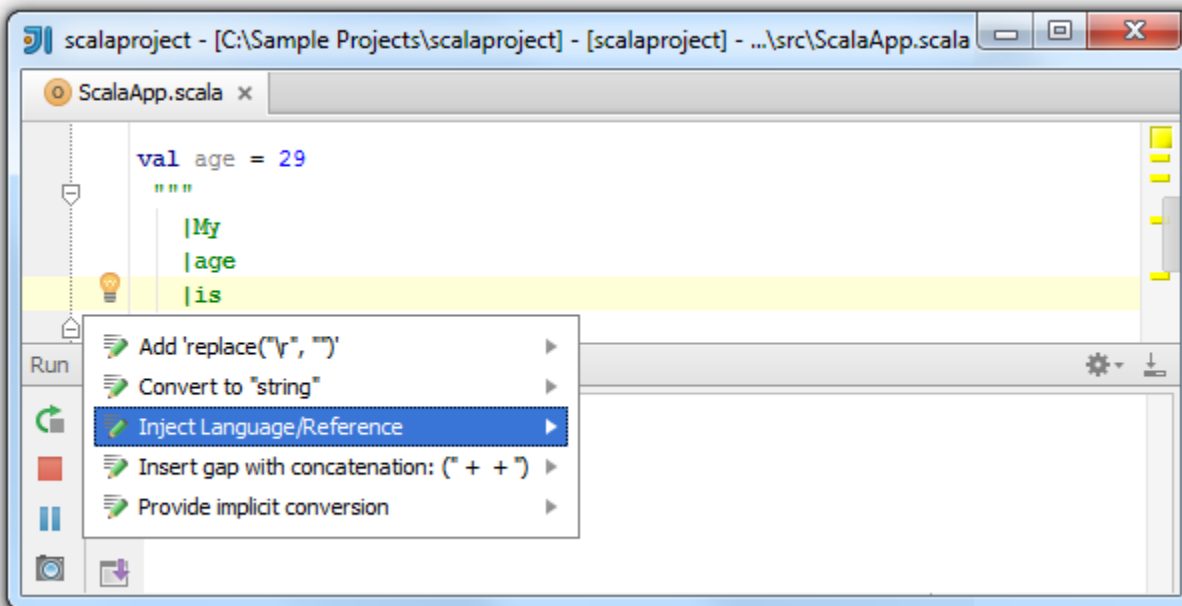 scalaproject - [C:\Sample Projects\scalaproject] - [scalaproject] - ...\src\ScalaApp.scala
ScalaApp.scala
val age = 29
"""
|My
|age
|is
Add 'replace("\r", "")'
Run
Convert to "string"
Inject Language/Reference
Insert gap with concatenation: (" + + ")
Provide implicit conversion